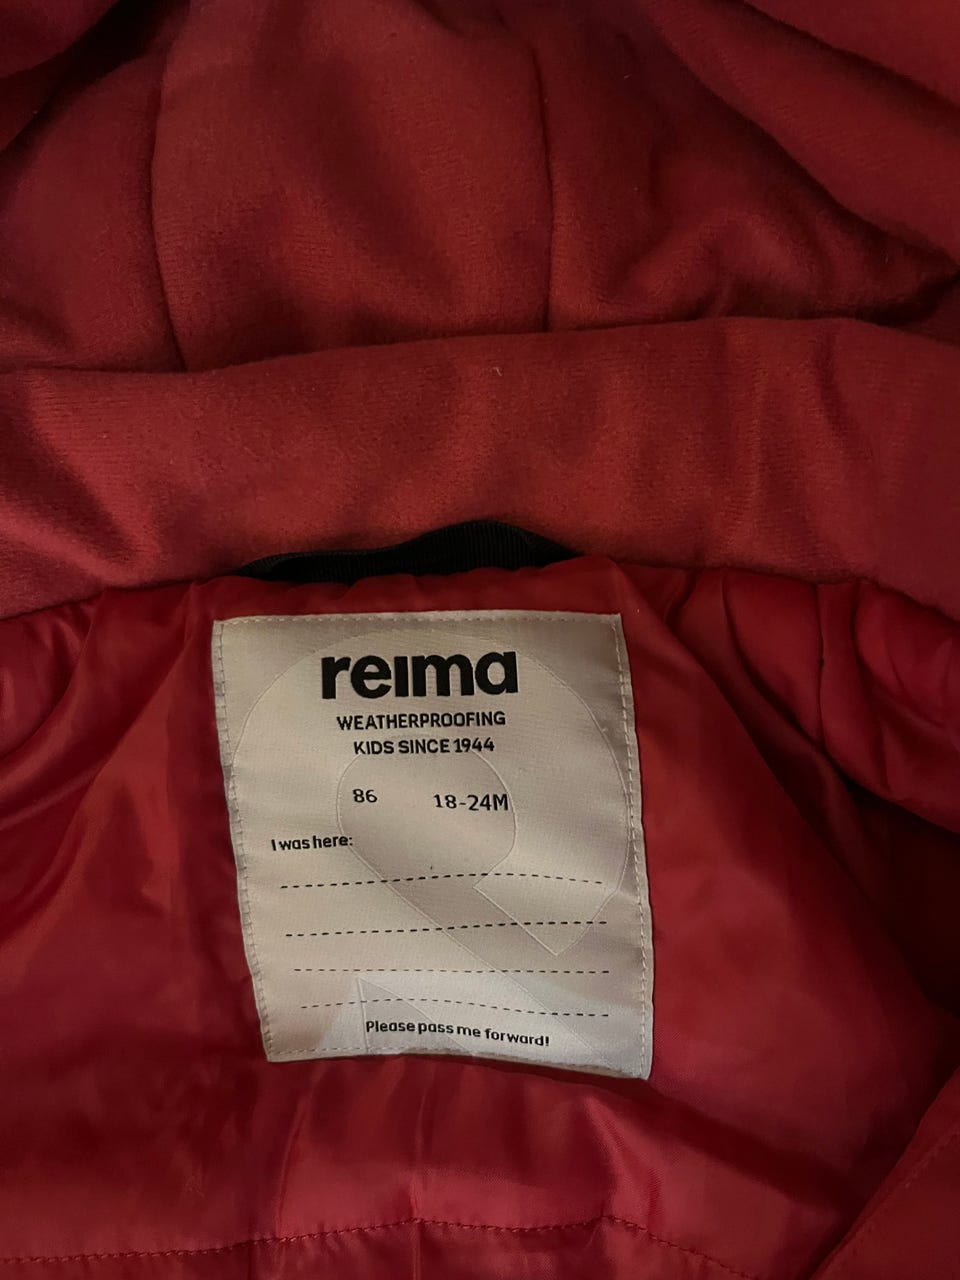 reima
WEATHERPROOFING
KIDS SINCE 1944
86 18-24M
I was here:
Please pass me forward!